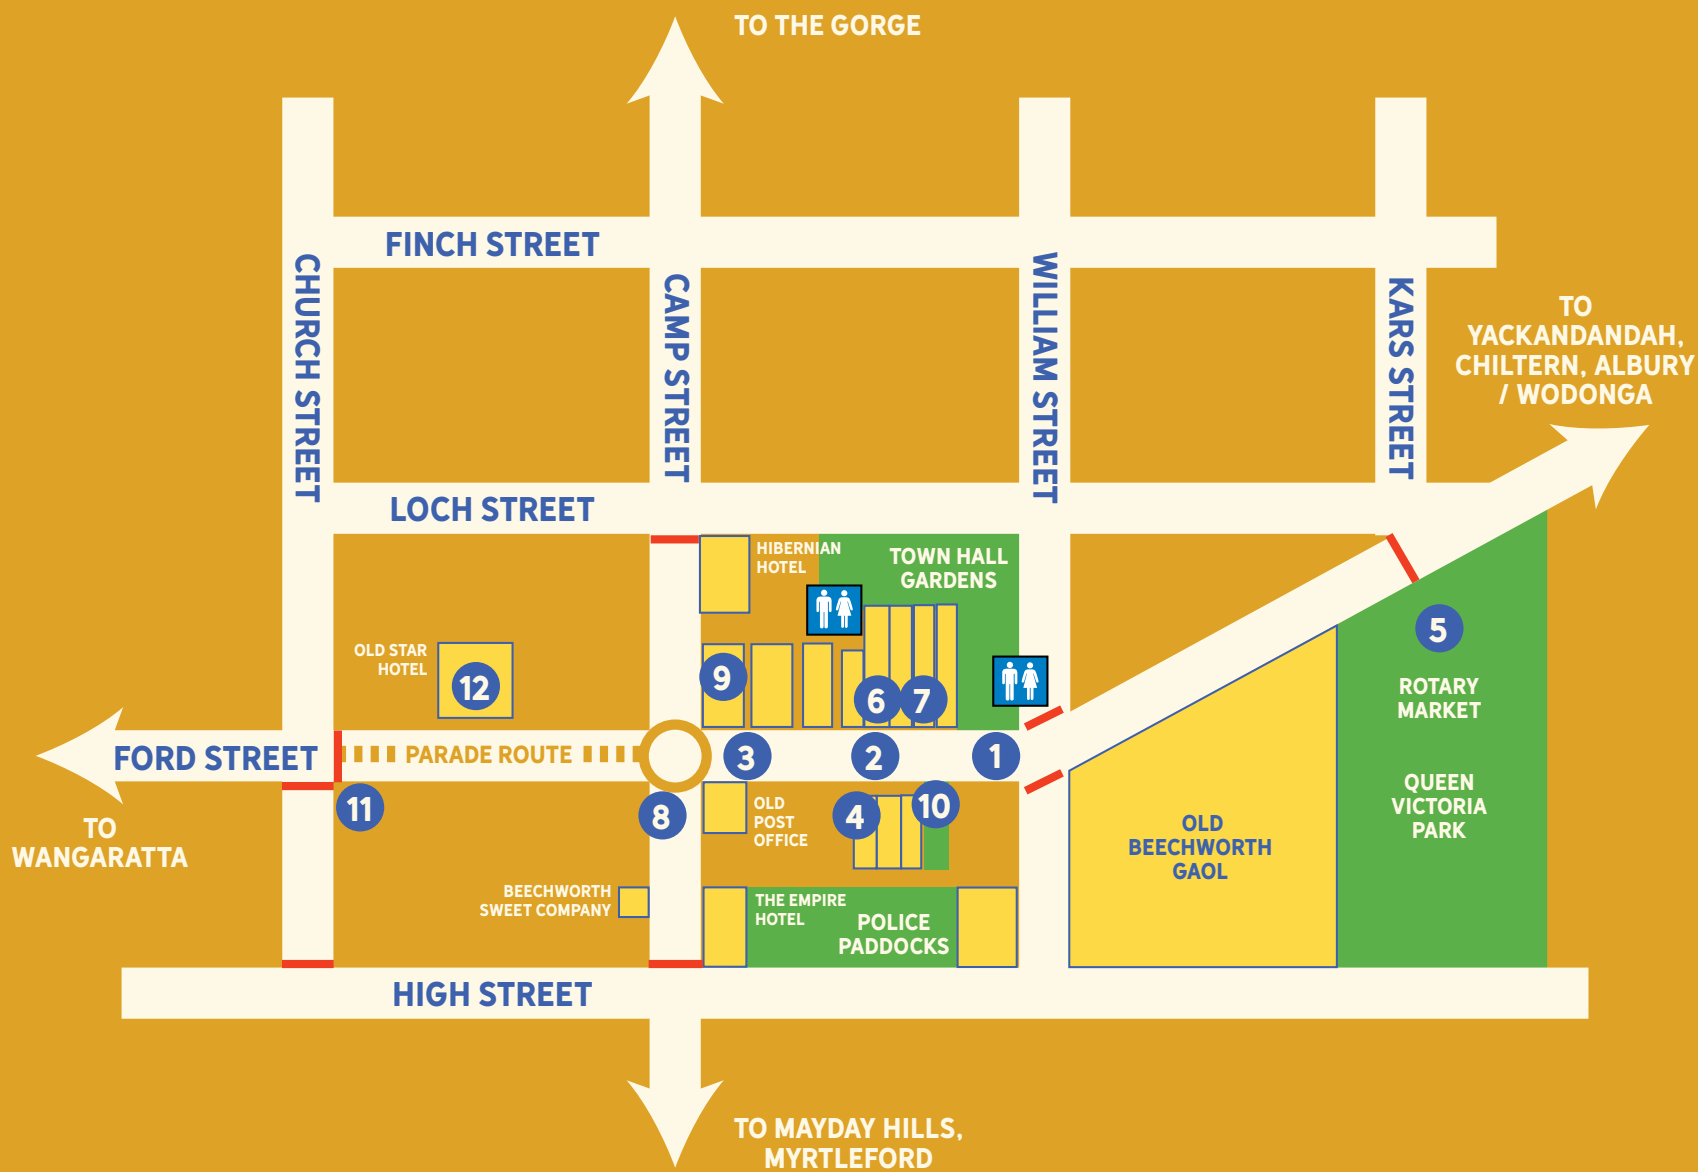 TO THE GORGE
FINCH STREET
CHURCH STREET
CAMP STREET
WILLIAM STREET
KARS STREET
TO
YACKANDANDAH,
CHILTERN, ALBURY
/ WODONGA
LOCH STREET
HIBERNIAN
HOTEL
TOWN HALL
GARDENS
OLD STAR
HOTEL
12
9
6
7
5
ROTARY
MARKET
FORD STREET
PARADE ROUTE
3
2
1
TO
WANGARATTA
11
8
OLD
POST
OFFICE
4
10
OLD
BEECHWORTH
GAOL
QUEEN
VICTORIA
PARK
BEECHWORTH
SWEET COMPANY
THE EMPIRE
HOTEL
POLICE
PADDOCKS
HIGH STREET
TO MAYDAY HILLS,
MYRTLEFORD